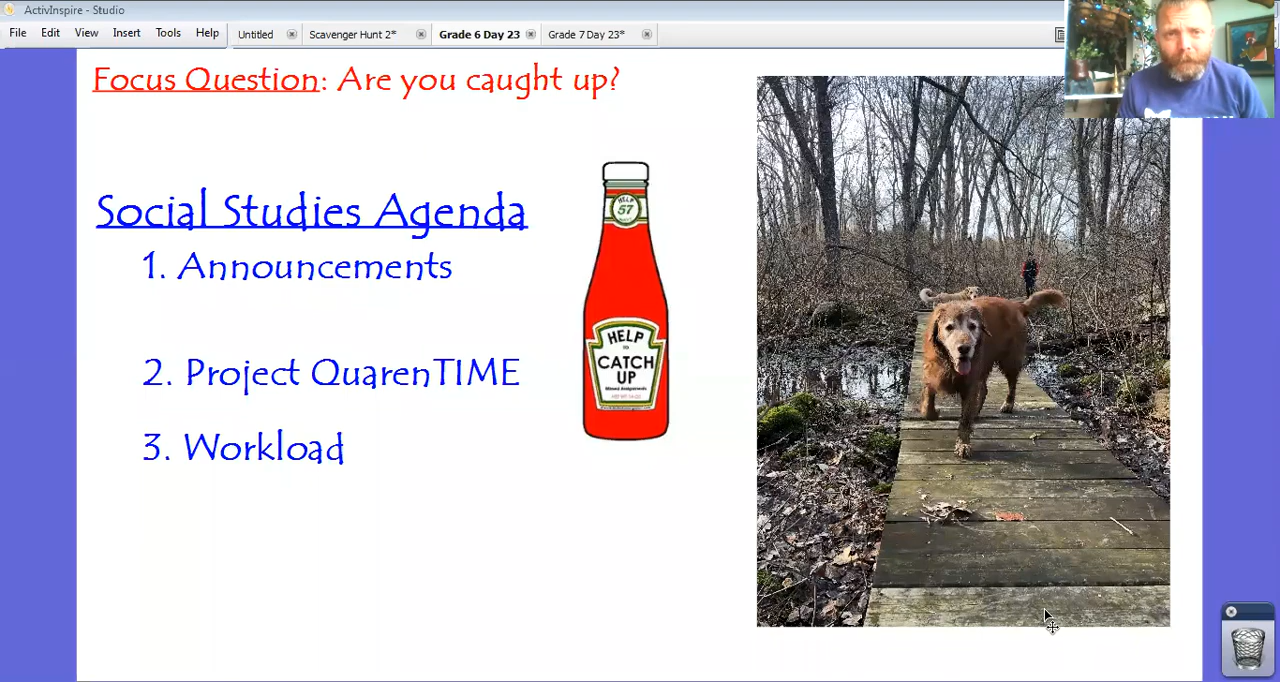 ActivInspire - Studio
File Edit View Insert Tools Help Untitled Scavenger Hunt 2* Grade 6 Day 23 Grade 7 Day 23*
Focus Question: Are you caught up?
Social Studies Agenda
1. Announcements
2. Project QuarenTIME
3. Workload
HELP
57
HELP
to
CATCH
UP